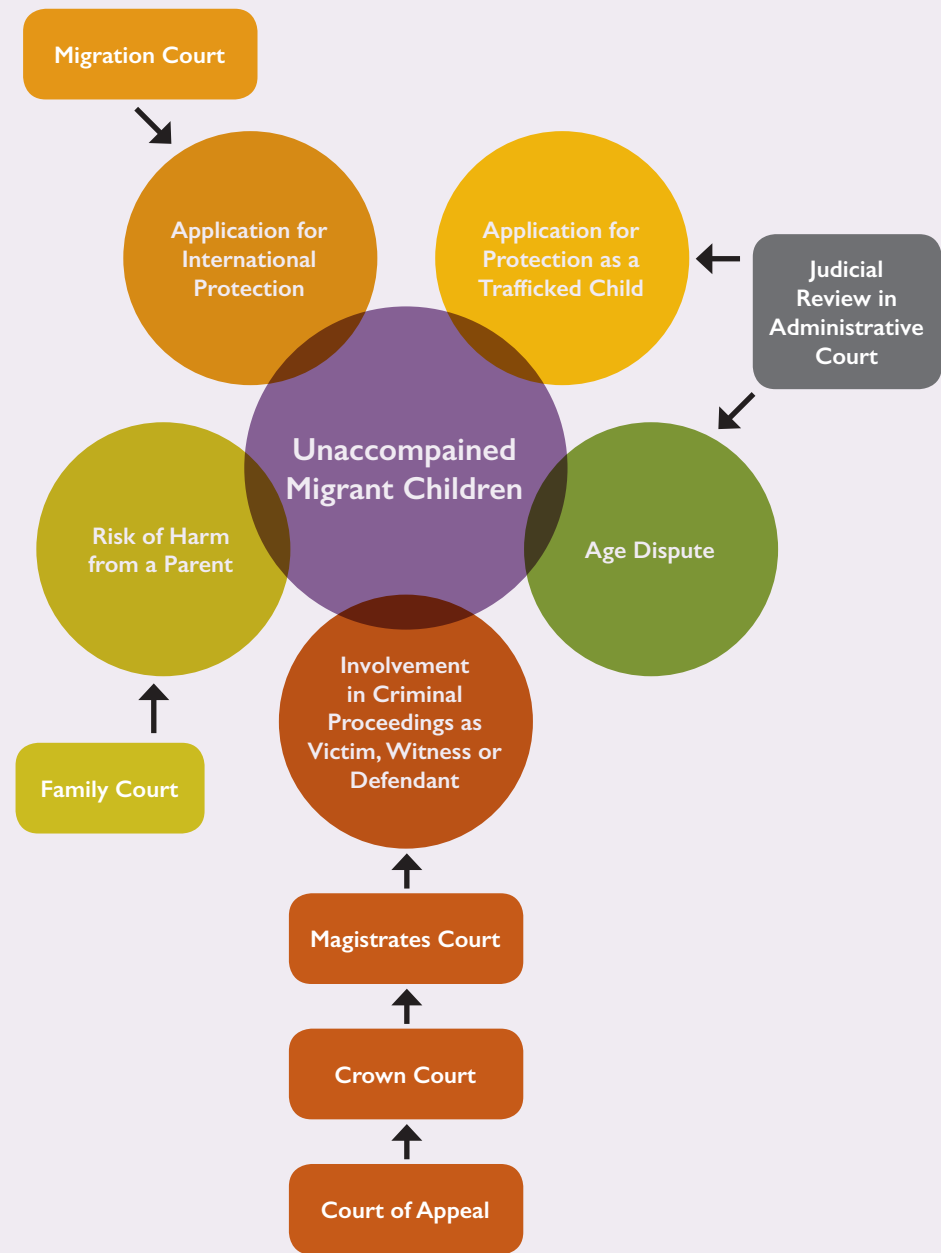 Migration Court
Application for
International
Protection
Application for
Protection as a
Trafficked Child
Judicial
Review in
Administrative
Court
Unaccompained
Migrant Children
Risk of Harm
from a Parent
Age Dispute
Involvement
in Criminal
Proceedings as
Victim, Witness or
Defendant
Family Court
Magistrates Court
Crown Court
Court of Appeal